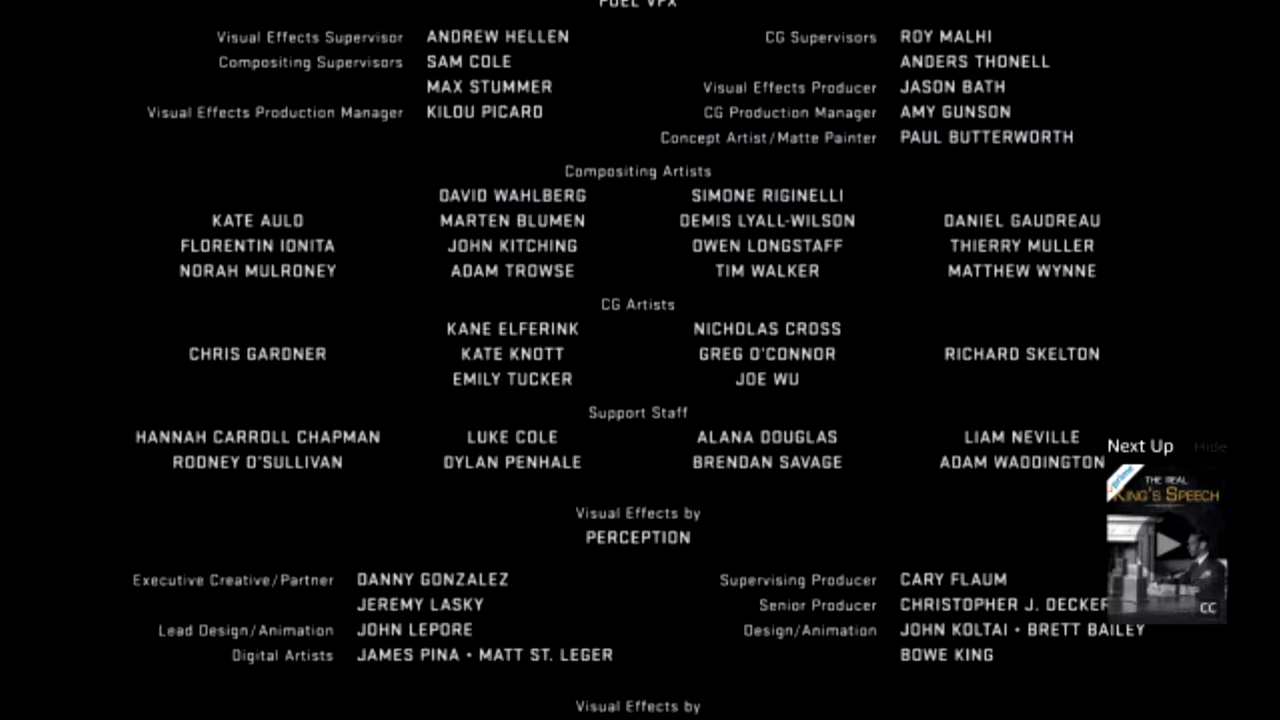 FUEL VFX
Visual Effects Supervisor ANDREW HELLEN CG Supervisors ROY MALHI
Compositing Supervisors SAM COLE ANDERS THONELL
MAX STUMMER Visual Effects Producer JASON BATH
Visual Effects Production Manager KILOU PICARD CG Production Manager AMY GUNSON
Concept Artist/Matte Painter PAUL BUTTERWORTH
Compositing Artists
DAVID WAHLBERG SIMONE RIGINELLI
KATE AULD MARTEN BLUMEN DEMIS LYALL-WILSON DANIEL GAUDREAU
FLORENTIN IONITA JOHN KITCHING OWEN LONGSTAFF THIERRY MULLER
NORAH MULRONEY ADAM TROWSE TIM WALKER MATTHEW WYNNE
CG Artists
KANE ELFERINK NICHOLAS CROSS
CHRIS GARDNER KATE KNOTT GREG O'CONNOR RICHARD SKELTON
EMILY TUCKER JOE WU
Support Staff
HANNAH CARROLL CHAPMAN LUKE COLE ALANA DOUGLAS LIAM NEVILLE
RODNEY O'SULLIVAN DYLAN PENHALE BRENDAN SAVAGE ADAM WADDINGTON
Next Up Hide
prime
THE REAL
KING'S SPEECH
CC
Visual Effects by
PERCEPTION
Executive Creative/Partner DANNY GONZALEZ Supervising Producer CARY FLAUM
JEREMY LASKY Senior Producer CHRISTOPHER J. DECKER
Lead Design/Animation JOHN LEPORE Design/Animation JOHN KOLTAI • BRETT BAILEY
Digital Artists JAMES PINA • MATT ST. LEGER BOWE KING
Visual Effects by